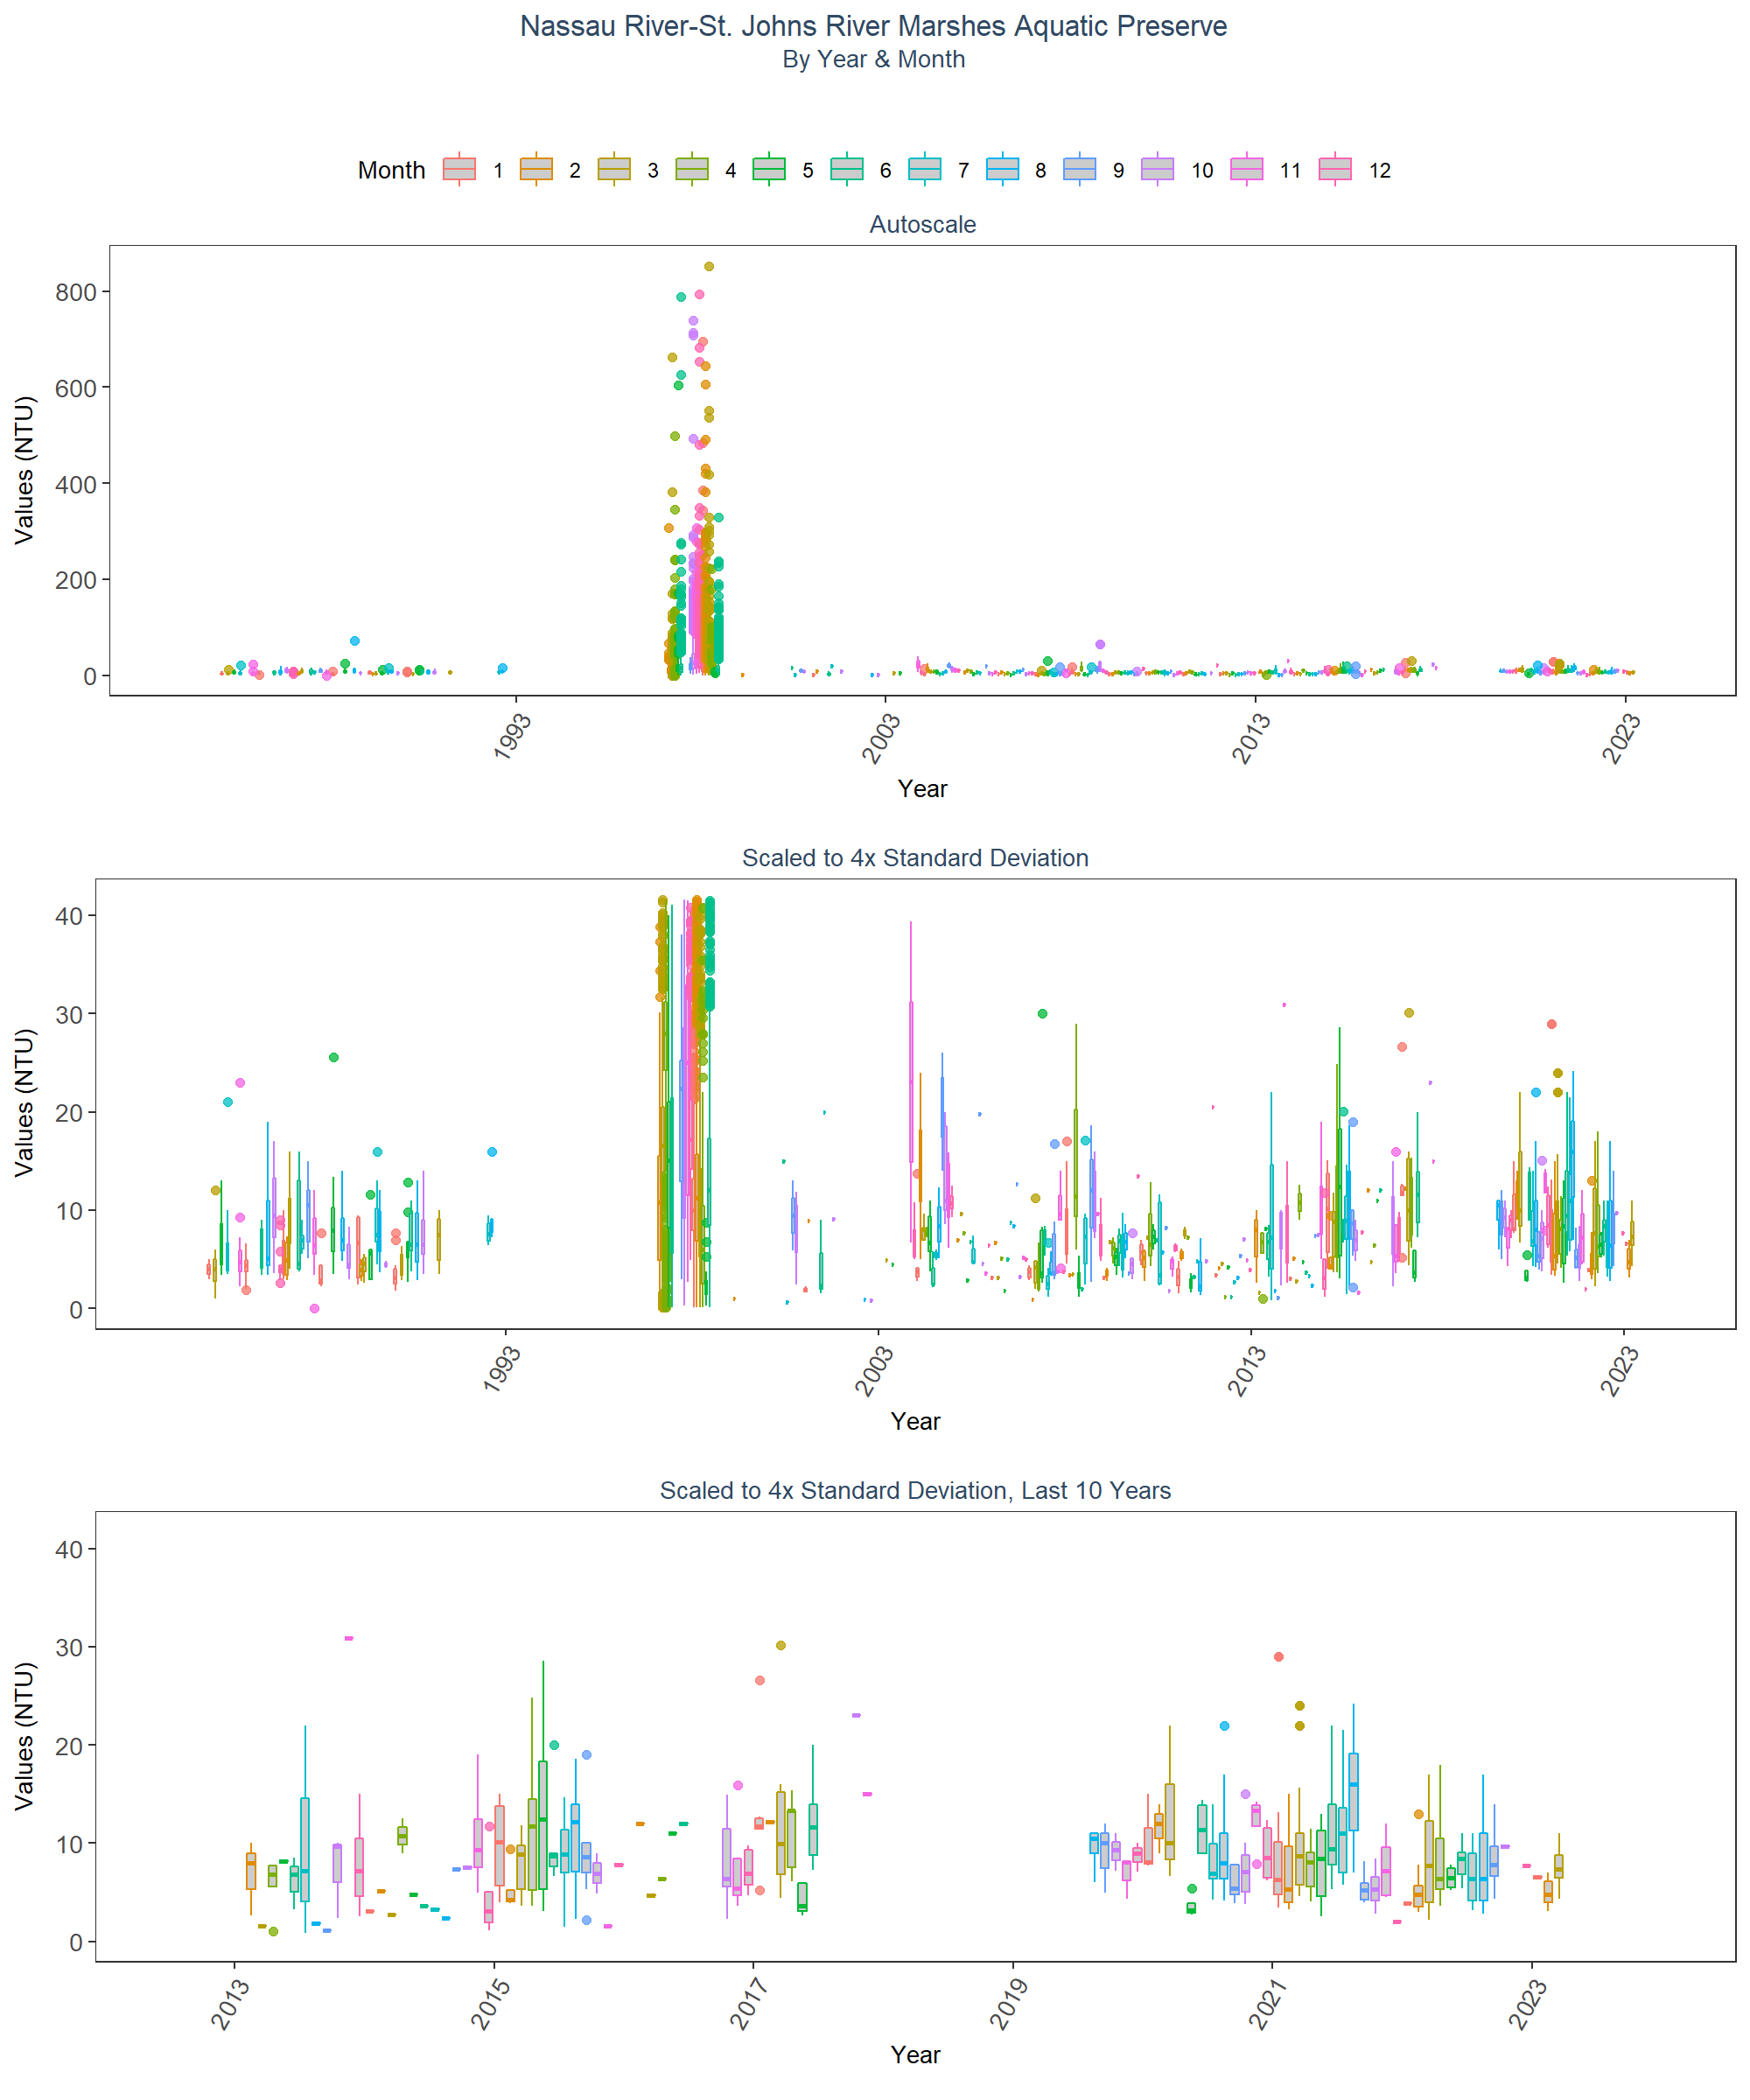 Nassau River-St. Johns River Marshes Aquatic Preserve
By Year & Month
Month 1 2 3 4 5 6 7 8 9 10 11 12
Autoscale
Values (NTU)
800
600
400
200
0
1993 2003 2013 2023
Year
Scaled to 4x Standard Deviation
Values (NTU)
40
30
20
10
0
1993 2003 2013 2023
Year
Scaled to 4x Standard Deviation, Last 10 Years
Values (NTU)
40
30
20
10
0
2013 2015 2017 2019 2021 2023
Year